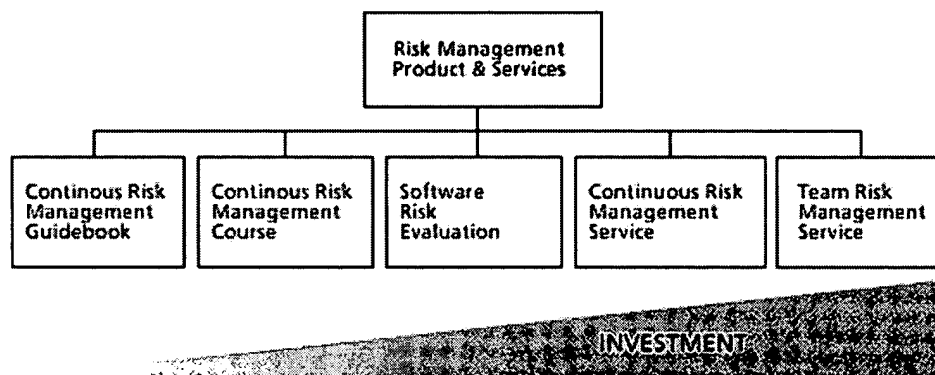 Risk Management
Product & Services
Continous Risk
Management
Guidebook
Continous Risk
Management
Course
Software
Risk
Evaluation
Continuous Risk
Management
Service
Team Risk
Management
Service
INVESTMENT